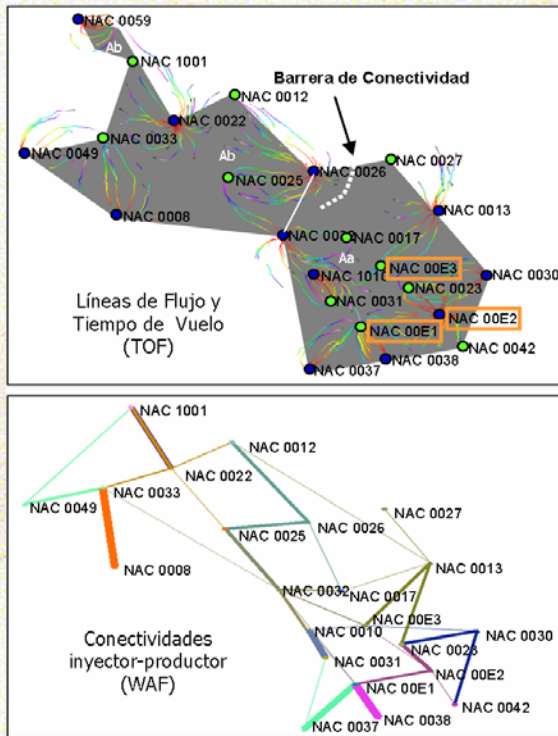 NAC 0059
Ab
NAC 1001
NAC 0012
Barrera de Conectividad
NAC 0022
NAC 0033
NAC 0049
Ab
NAC 0026
NAC 0027
NAC 0025
NAC 0008
NAC 0013
NAC 0017
Aa
NAC 00E3
NAC 1010
NAC 0023
NAC 0030
NAC 0031
NAC 00E2
NAC 00E1
NAC 0042
NAC 0038
NAC 0037
Líneas de Flujo y
Tiempo de Vuelo
(TOF)
NAC 1001
NAC 0012
NAC 0022
NAC 0033
NAC 0049
NAC 0025
NAC 0026
NAC 0027
NAC 0008
NAC 0013
NAC 0032
NAC 0017
NAC 00E3
NAC 0010
NAC 0030
NAC 0023
NAC 0031
NAC 00E2
NAC 00E1
NAC 0042
NAC 0038
NAC 0037
Conectividades
inyector-productor
(WAF)